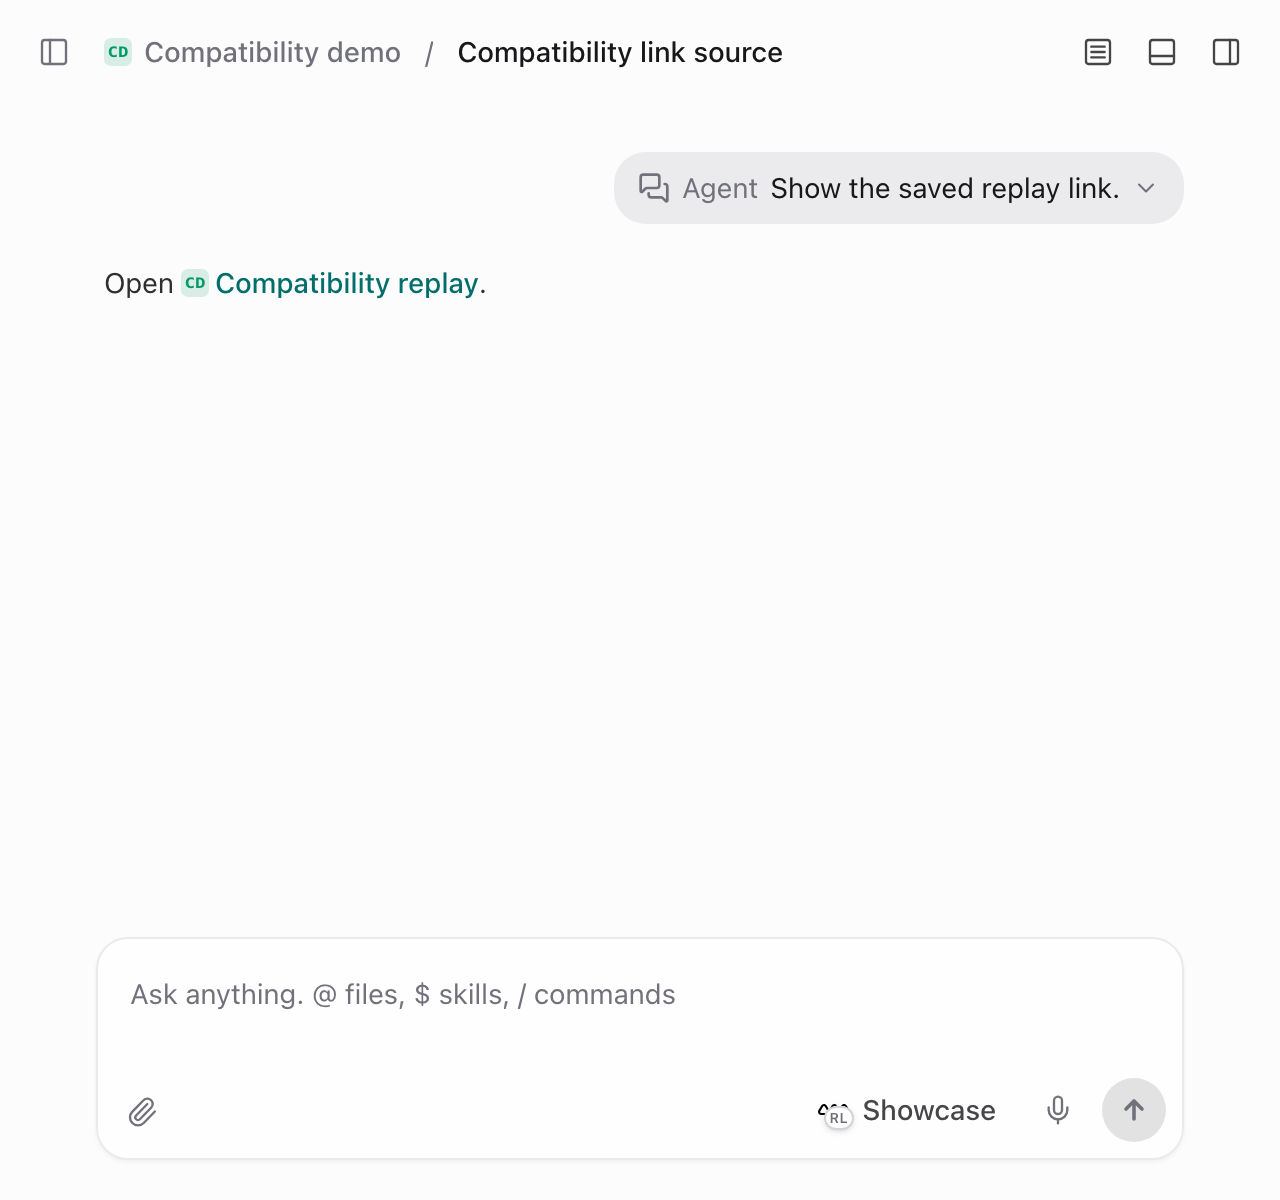 CD Compatibility demo / Compatibility link source
Agent Show the saved replay link.
Open CD Compatibility replay.
Ask anything. @ files, $ skills, / commands
RL Showcase